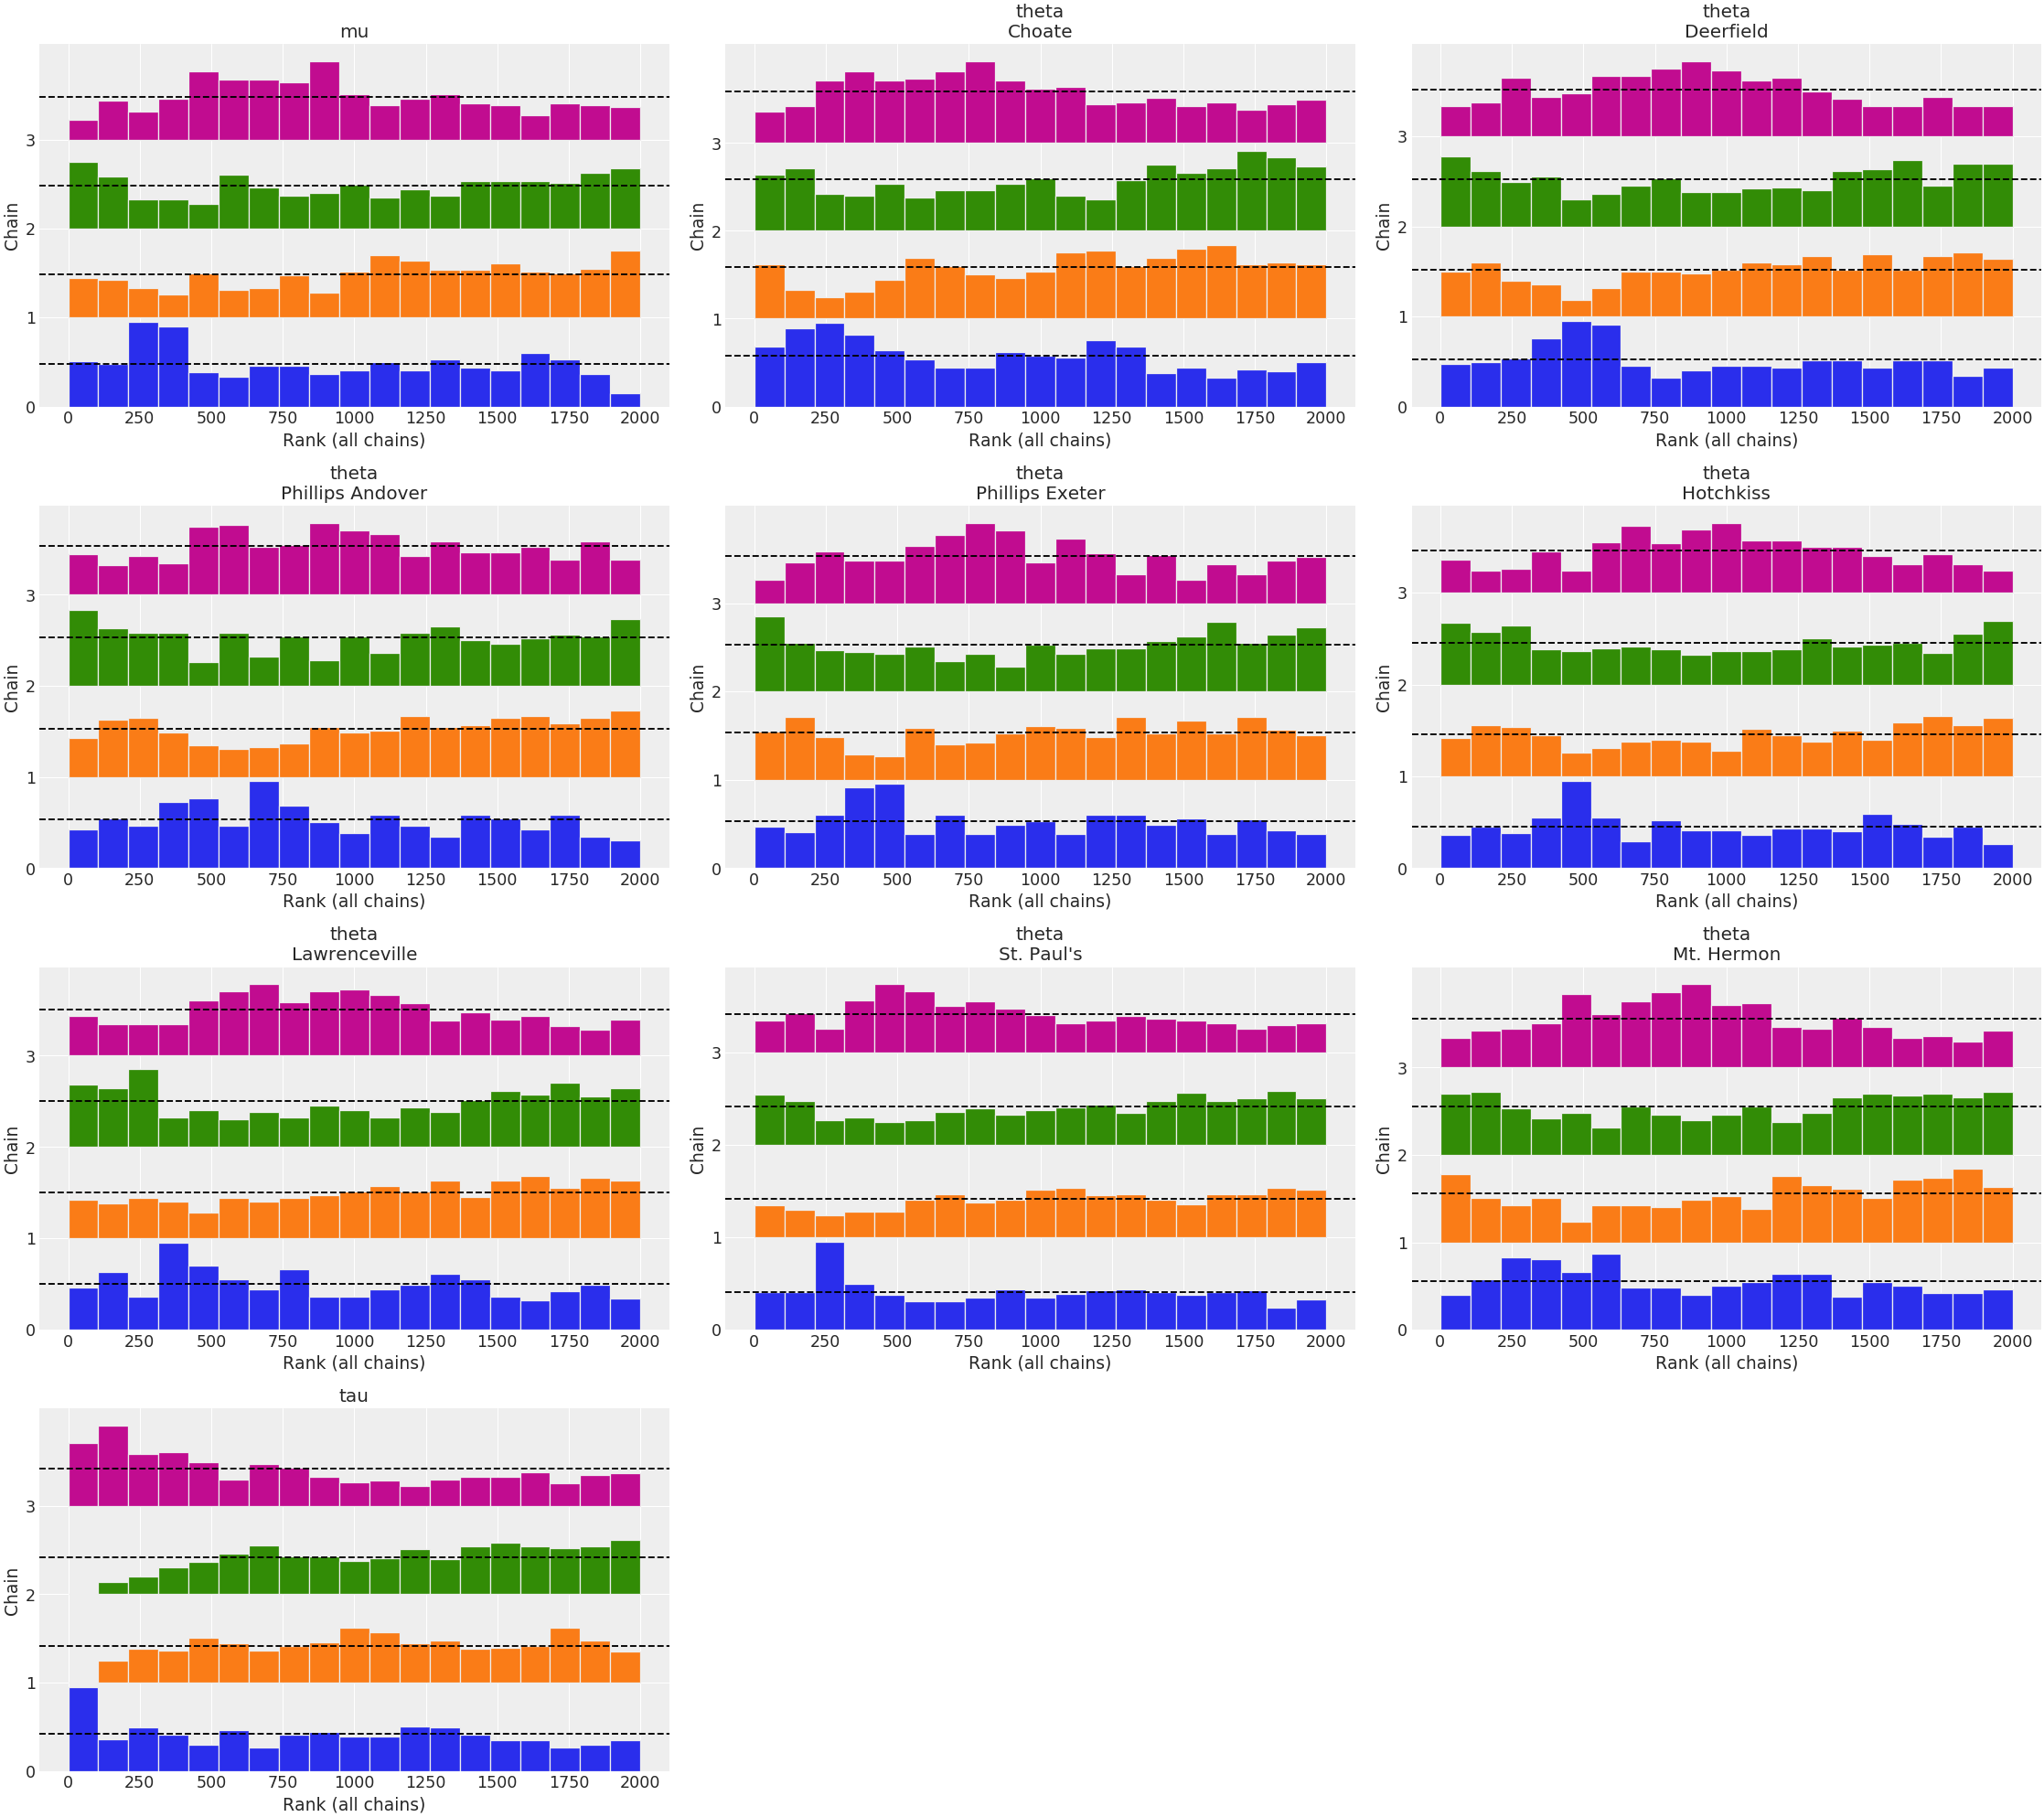 mu
Chain
3
2
1
0
0 250 500 750 1000 1250 1500 1750 2000
Rank (all chains)
theta
Choate
Chain
3
2
1
0
0 250 500 750 1000 1250 1500 1750 2000
Rank (all chains)
theta
Deerfield
Chain
3
2
1
0
0 250 500 750 1000 1250 1500 1750 2000
Rank (all chains)
theta
Phillips Andover
Chain
3
2
1
0
0 250 500 750 1000 1250 1500 1750 2000
Rank (all chains)
theta
Phillips Exeter
Chain
3
2
1
0
0 250 500 750 1000 1250 1500 1750 2000
Rank (all chains)
theta
Hotchkiss
Chain
3
2
1
0
0 250 500 750 1000 1250 1500 1750 2000
Rank (all chains)
theta
Lawrenceville
Chain
3
2
1
0
0 250 500 750 1000 1250 1500 1750 2000
Rank (all chains)
theta
St. Paul's
Chain
3
2
1
0
0 250 500 750 1000 1250 1500 1750 2000
Rank (all chains)
theta
Mt. Hermon
Chain
3
2
1
0
0 250 500 750 1000 1250 1500 1750 2000
Rank (all chains)
tau
Chain
3
2
1
0
0 250 500 750 1000 1250 1500 1750 2000
Rank (all chains)